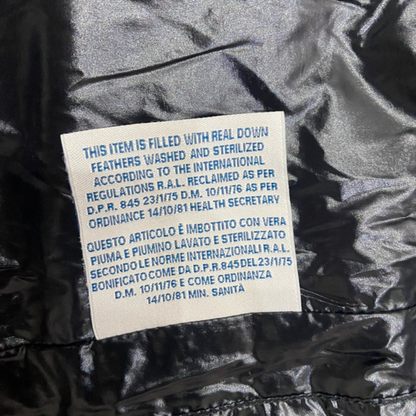 THIS ITEM IS FILLED WITH REAL DOWN
FEATHERS WASHED AND STERILIZED
ACCORDING TO THE INTERNATIONAL
REGULATIONS R.A.L. RECLAIMED AS PER
D.P.R. 845 23/1/75 D.M. 10/11/76 AS PER
ORDINANCE 14/10/81 HEALTH SECRETARY
QUESTO ARTICOLO È IMBOTTITO CON VERA
PIUMA E PIUMINO LAVATO E STERILIZZATO
SECONDO LE NORME INTERNAZIONALI R.A.L.
BONIFICATO COME DA D.P.R.845 DEL 23/1/75
D.M. 10/11/76 E COME ORDINANZA
14/10/81 MIN. SANITÀ